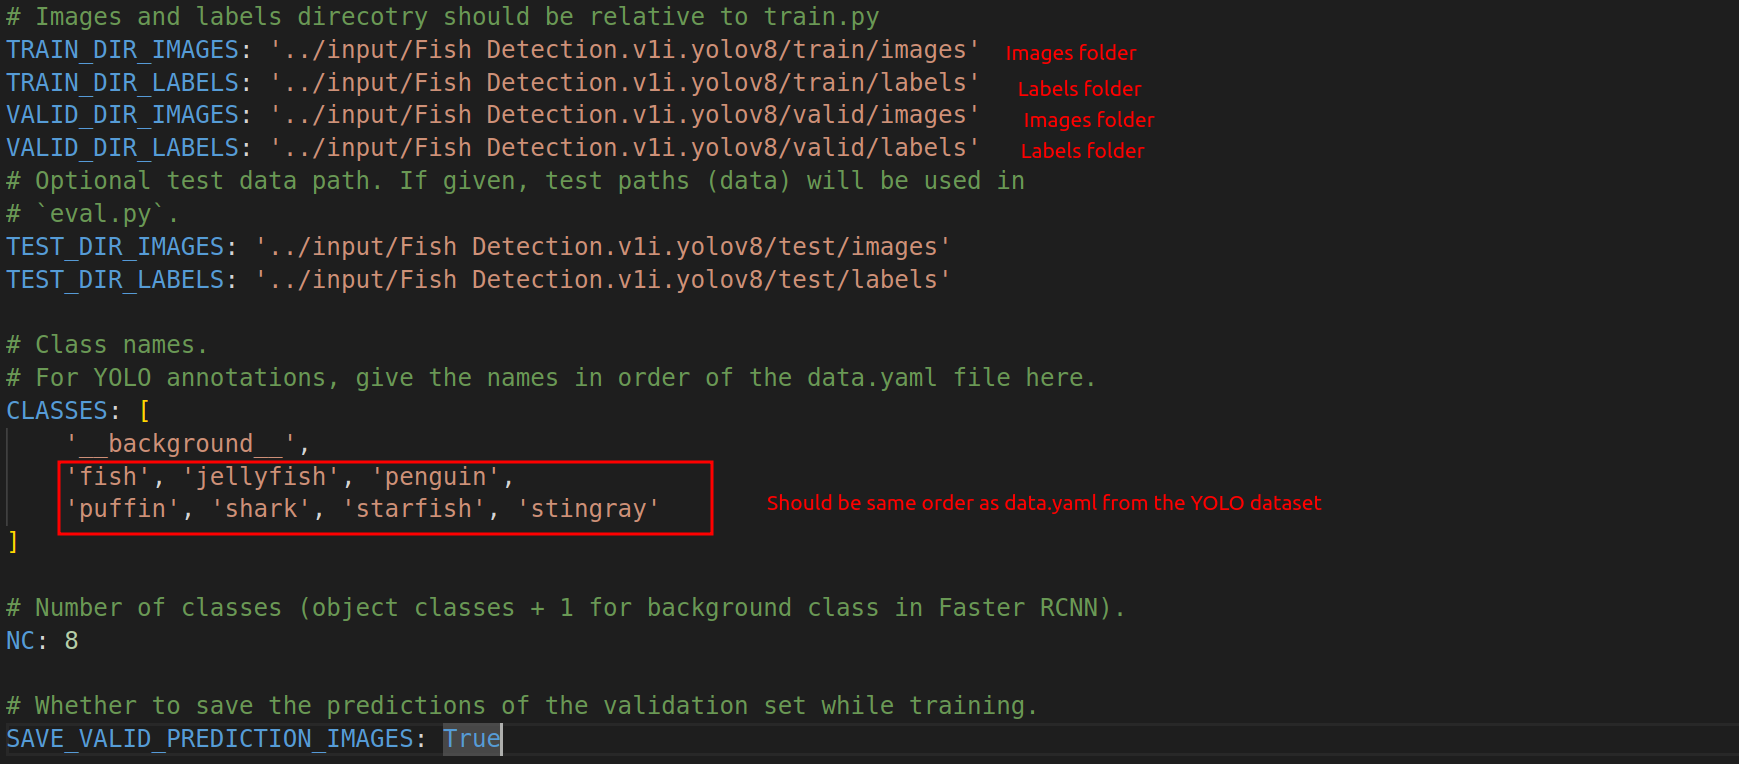 # Images and labels direcotry should be relative to train.py
TRAIN_DIR_IMAGES: '../input/Fish Detection.v1i.yolov8/train/images' Images folder
TRAIN_DIR_LABELS: '../input/Fish Detection.v1i.yolov8/train/labels' Labels folder
VALID_DIR_IMAGES: '../input/Fish Detection.v1i.yolov8/valid/images' Images folder
VALID_DIR_LABELS: '../input/Fish Detection.v1i.yolov8/valid/labels' Labels folder
# Optional test data path. If given, test paths (data) will be used in
# `eval.py`.
TEST_DIR_IMAGES: '../input/Fish Detection.v1i.yolov8/test/images'
TEST_DIR_LABELS: '../input/Fish Detection.v1i.yolov8/test/labels'
# Class names.
# For YOLO annotations, give the names in order of the data.yaml file here.
CLASSES: [
'__background__',
'fish', 'jellyfish', 'penguin',
'puffin', 'shark', 'starfish', 'stingray' Should be same order as data.yaml from the YOLO dataset
]
# Number of classes (object classes + 1 for background class in Faster RCNN).
NC: 8
# Whether to save the predictions of the validation set while training.
SAVE_VALID_PREDICTION_IMAGES: True